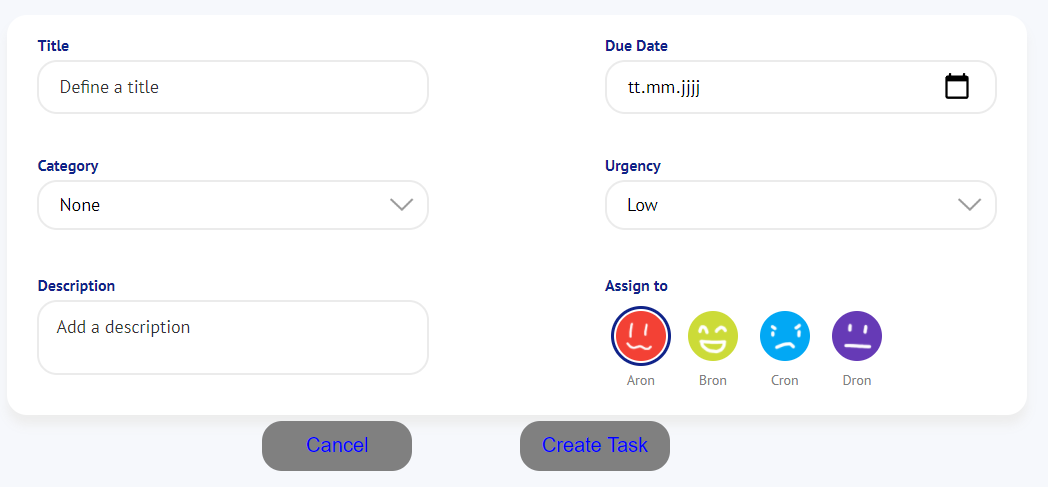 Title
Due Date
Define a title
tt.mm.jjjj
Category
Urgency
None
Low
Description
Assign to
Add a description
Aron
Bron
Cron
Dron
Cancel
Create Task